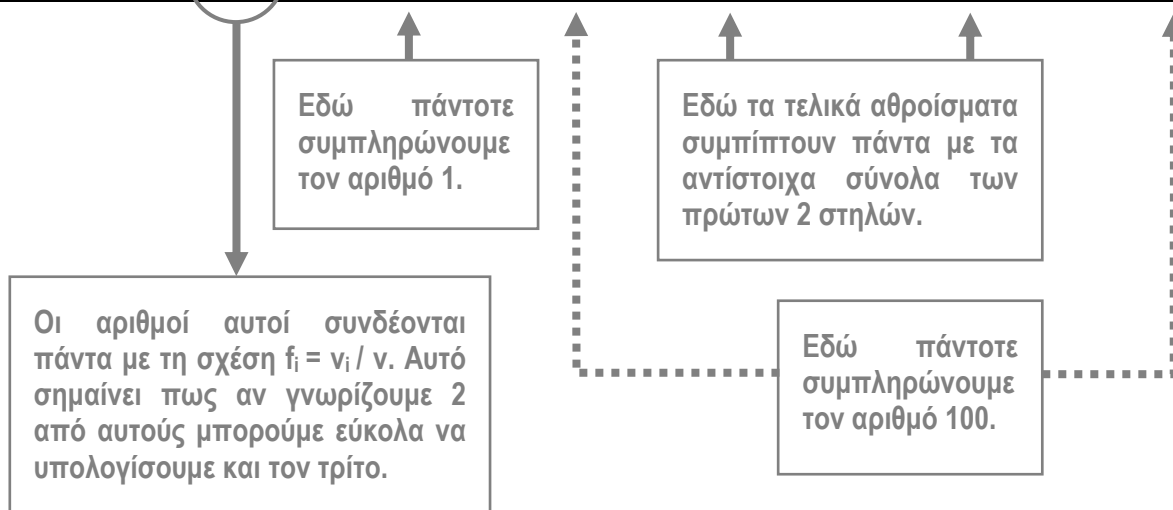 Εδώ πάντοτε
συμπληρώνουμε
τον αριθμό 1.
Εδώ τα τελικά αθροίσματα
συμπίπτουν πάντα με τα
αντίστοιχα σύνολα των
πρώτων 2 στηλών.
Οι αριθμοί αυτοί συνδέονται
πάντα με τη σχέση fi = νi / ν. Αυτό
σημαίνει πως αν γνωρίζουμε 2
από αυτούς μπορούμε εύκολα να
υπολογίσουμε και τον τρίτο.
Εδώ πάντοτε
συμπληρώνουμε
τον αριθμό 100.